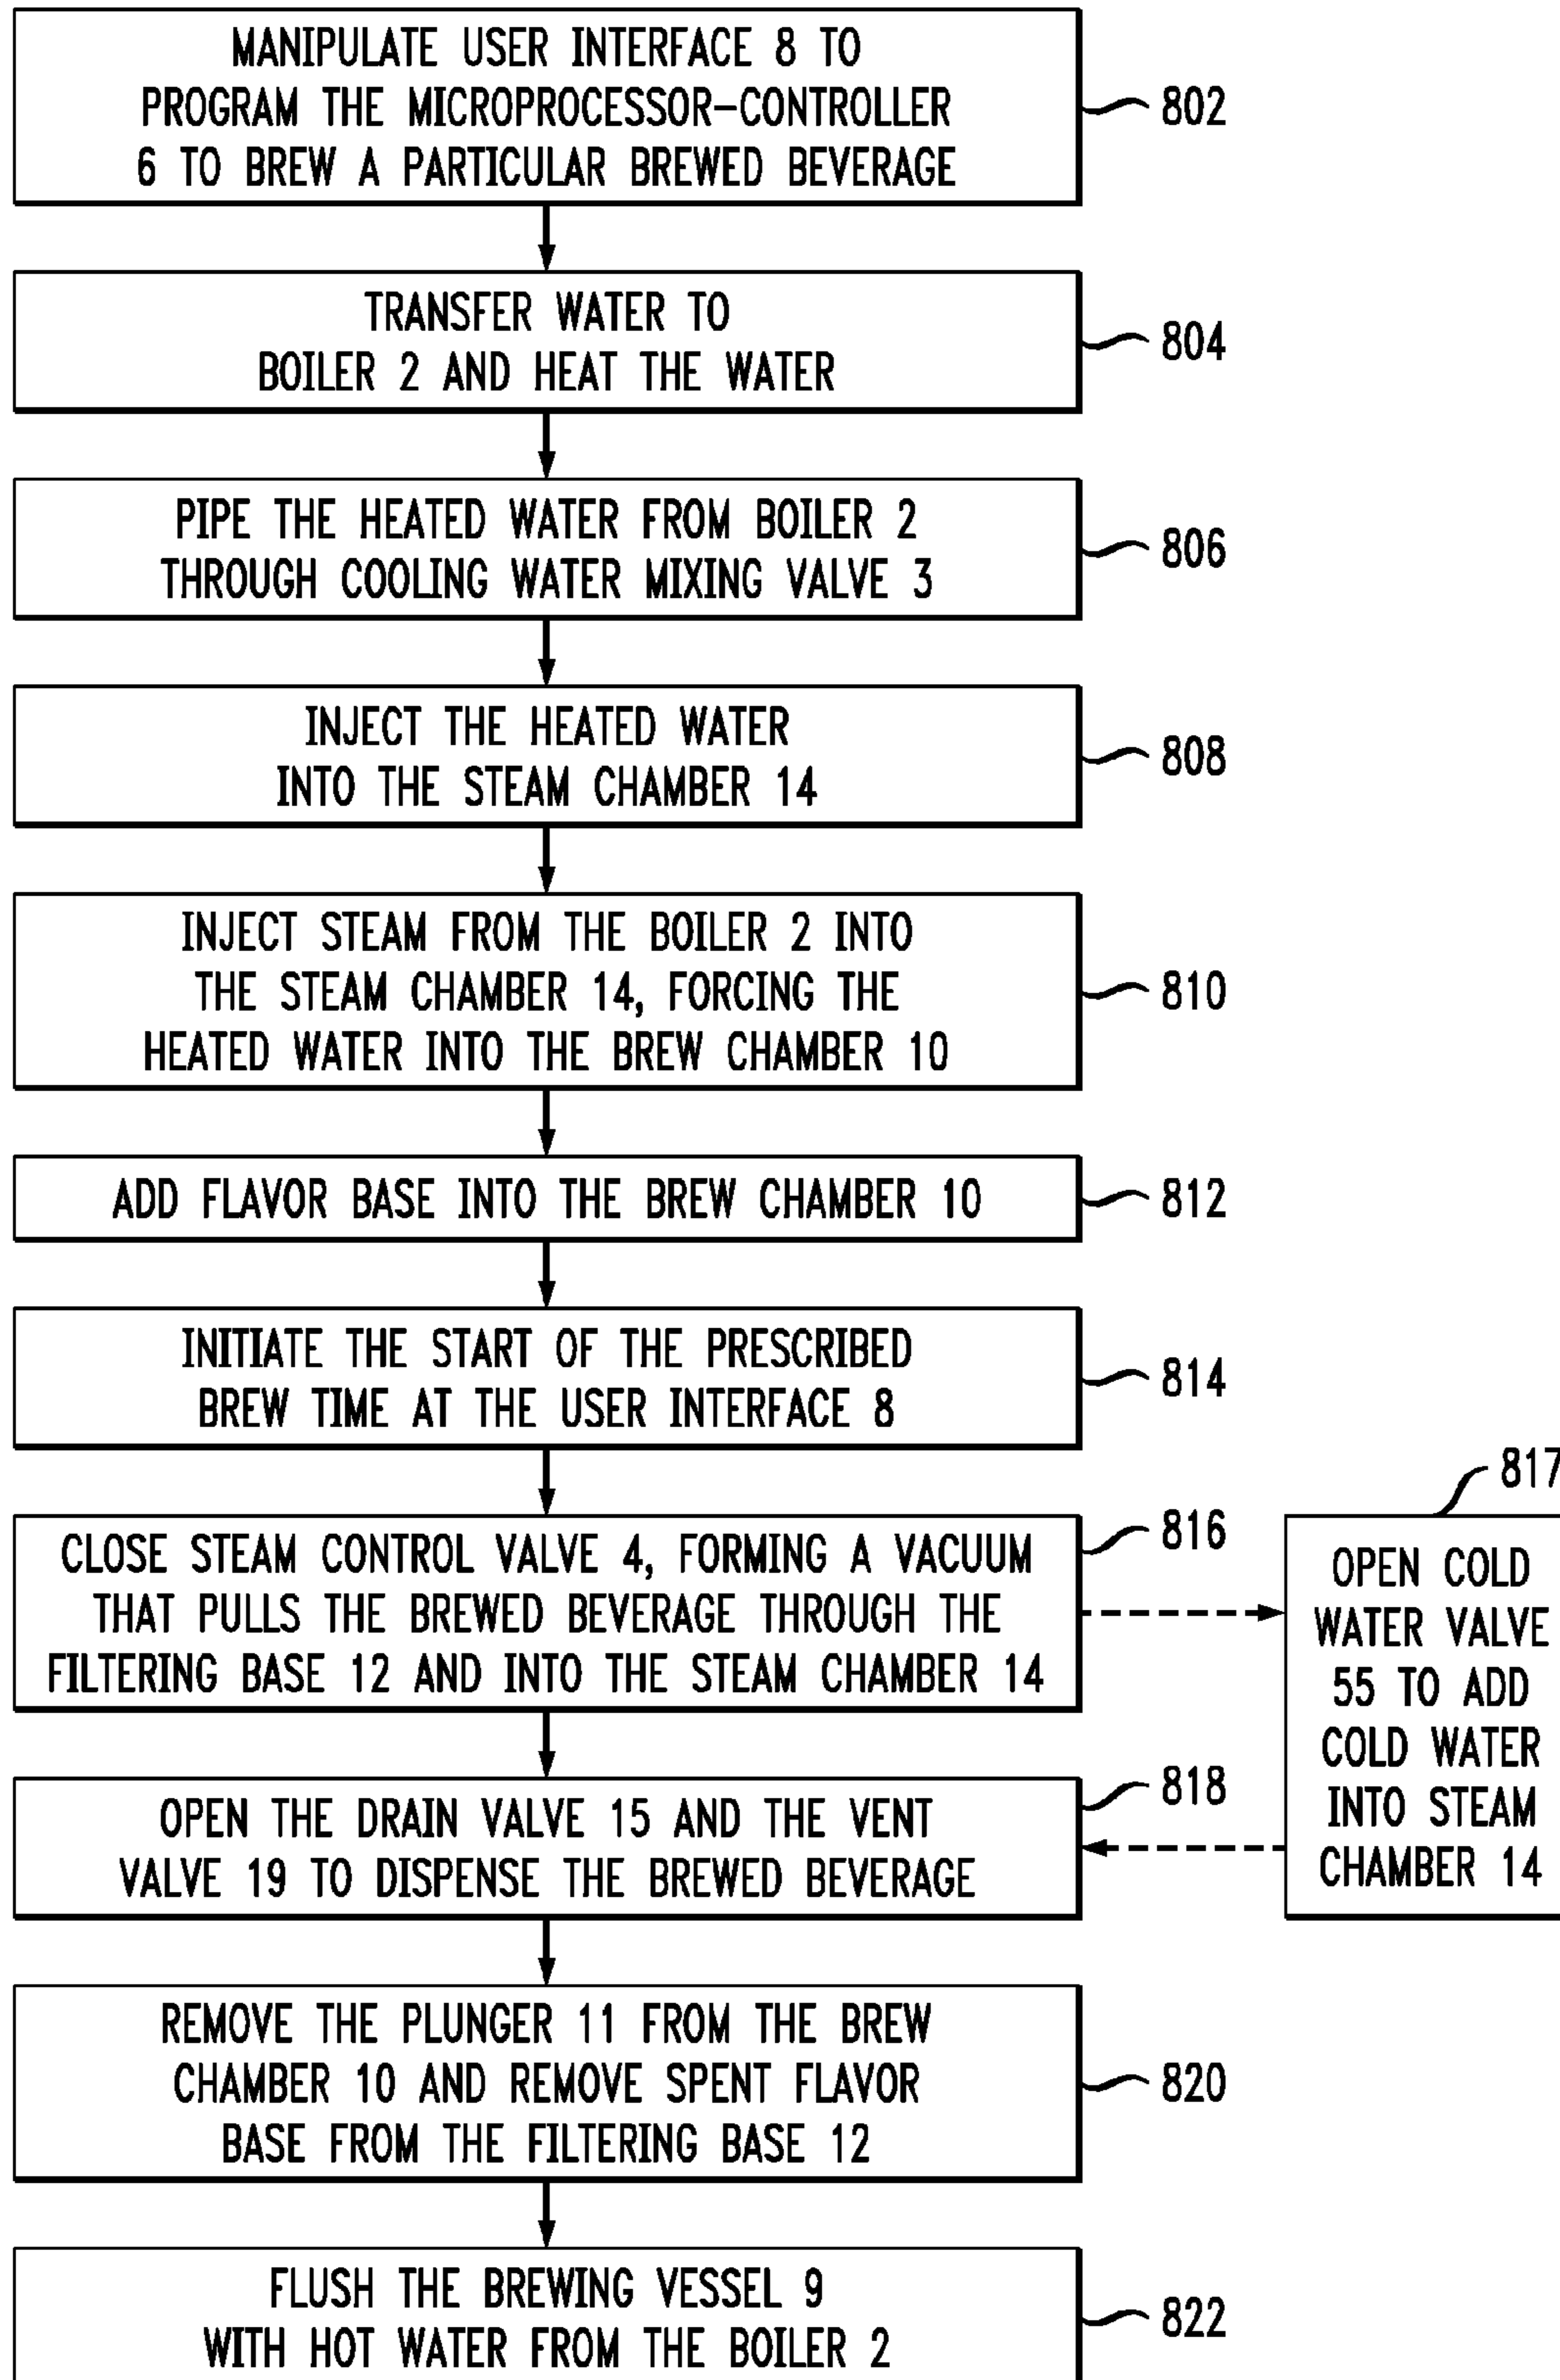 MANIPULATE USER INTERFACE 8 TO
PROGRAM THE MICROPROCESSOR-CONTROLLER
6 TO BREW A PARTICULAR BREWED BEVERAGE
802
TRANSFER WATER TO
BOILER 2 AND HEAT THE WATER
804
PIPE THE HEATED WATER FROM BOILER 2
THROUGH COOLING WATER MIXING VALVE 3
806
INJECT THE HEATED WATER
INTO THE STEAM CHAMBER 14
808
INJECT STEAM FROM THE BOILER 2 INTO
THE STEAM CHAMBER 14, FORCING THE
HEATED WATER INTO THE BREW CHAMBER 10
810
ADD FLAVOR BASE INTO THE BREW CHAMBER 10
812
INITIATE THE START OF THE PRESCRIBED
BREW TIME AT THE USER INTERFACE 8
814
CLOSE STEAM CONTROL VALVE 4, FORMING A VACUUM
THAT PULLS THE BREWED BEVERAGE THROUGH THE
FILTERING BASE 12 AND INTO THE STEAM CHAMBER 14
816
817
OPEN COLD
WATER VALVE
55 TO ADD
COLD WATER
INTO STEAM
CHAMBER 14
OPEN THE DRAIN VALVE 15 AND THE VENT
VALVE 19 TO DISPENSE THE BREWED BEVERAGE
818
REMOVE THE PLUNGER 11 FROM THE BREW
CHAMBER 10 AND REMOVE SPENT FLAVOR
BASE FROM THE FILTERING BASE 12
820
FLUSH THE BREWING VESSEL 9
WITH HOT WATER FROM THE BOILER 2
822